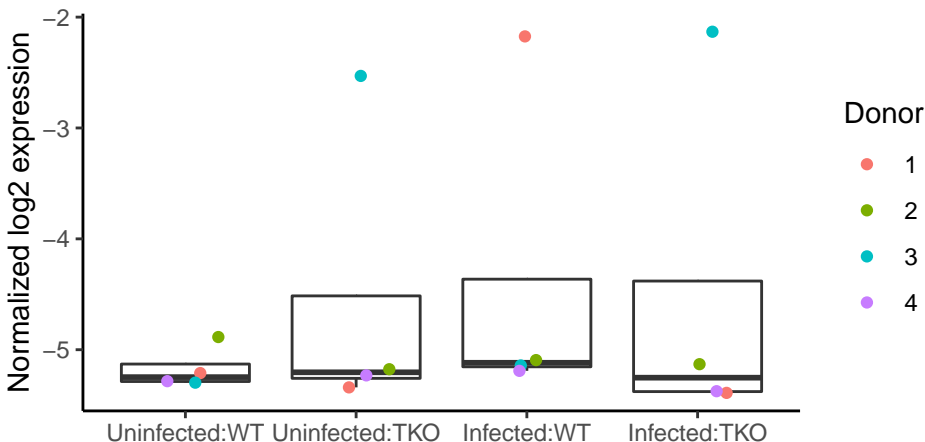 Normalized log2 expression
−2
−3
−4
−5
Uninfected:WT
Uninfected:TKO
Infected:WT
Infected:TKO
Donor
1
2
3
4